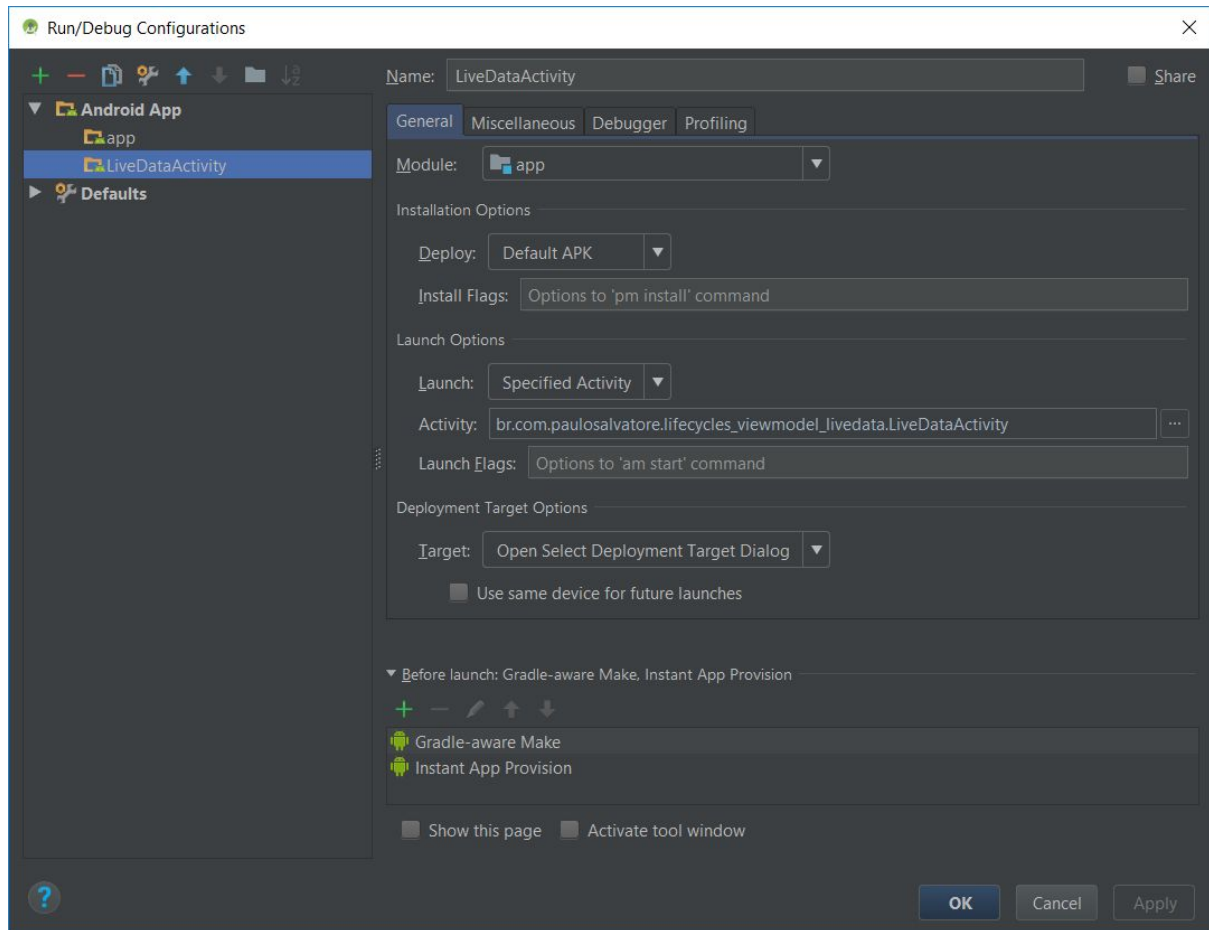 Run/Debug Configurations
Name: LiveDataActivity
Share
Android App
app
LiveDataActivity
Defaults
General Miscellaneous Debugger Profiling
Module: app
Installation Options
Deploy: Default APK
Install Flags: Options to 'pm install' command
Launch Options
Launch: Specified Activity
Activity: br.com.paulosalvatore.lifecycles_viewmodel_livedata.LiveDataActivity ...
Launch Flags: Options to 'am start' command
Deployment Target Options
Target: Open Select Deployment Target Dialog
Use same device for future launches
Before launch: Gradle-aware Make, Instant App Provision
Gradle-aware Make
Instant App Provision
Show this page Activate tool window
? OK Cancel Apply